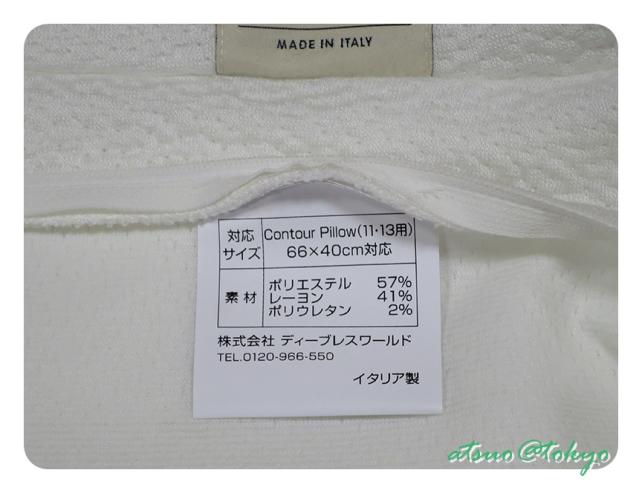 MADE IN ITALY
対応サイズ Contour Pillow(11・13用)
66×40cm対応
素材 ポリエステル 57%
レーヨン 41%
ポリウレタン 2%
株式会社 ディーブレスワールド
TEL.0120-966-550
イタリア製
atsuo@tokyo